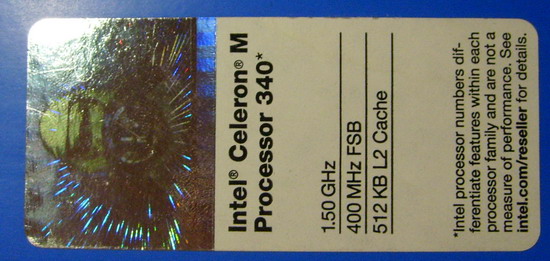 Intel® Celeron® M
Processor 340*
1.50 GHz
400 MHz FSB
512 KB L2 Cache
*Intel processor numbers dif-
ferentiate features within each
processor family and are not a
measure of performance. See
intel.com/reseller for details.